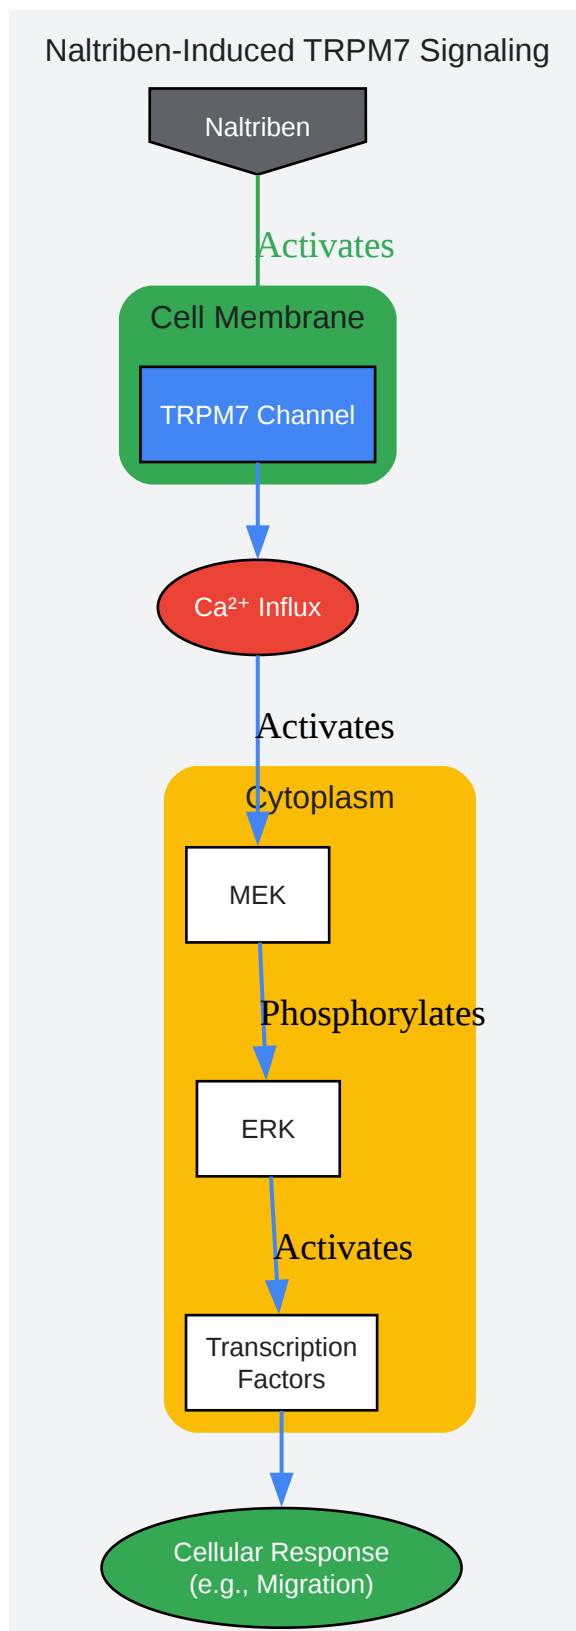 Naltriben-Induced TRPM7 Signaling
Naltriben
Activates
Cell Membrane
TRPM7 Channel
Ca²⁺ Influx
Activates
Cytoplasm
MEK
Phosphorylates
ERK
Activates
Transcription
Factors
Cellular Response
(e.g., Migration)